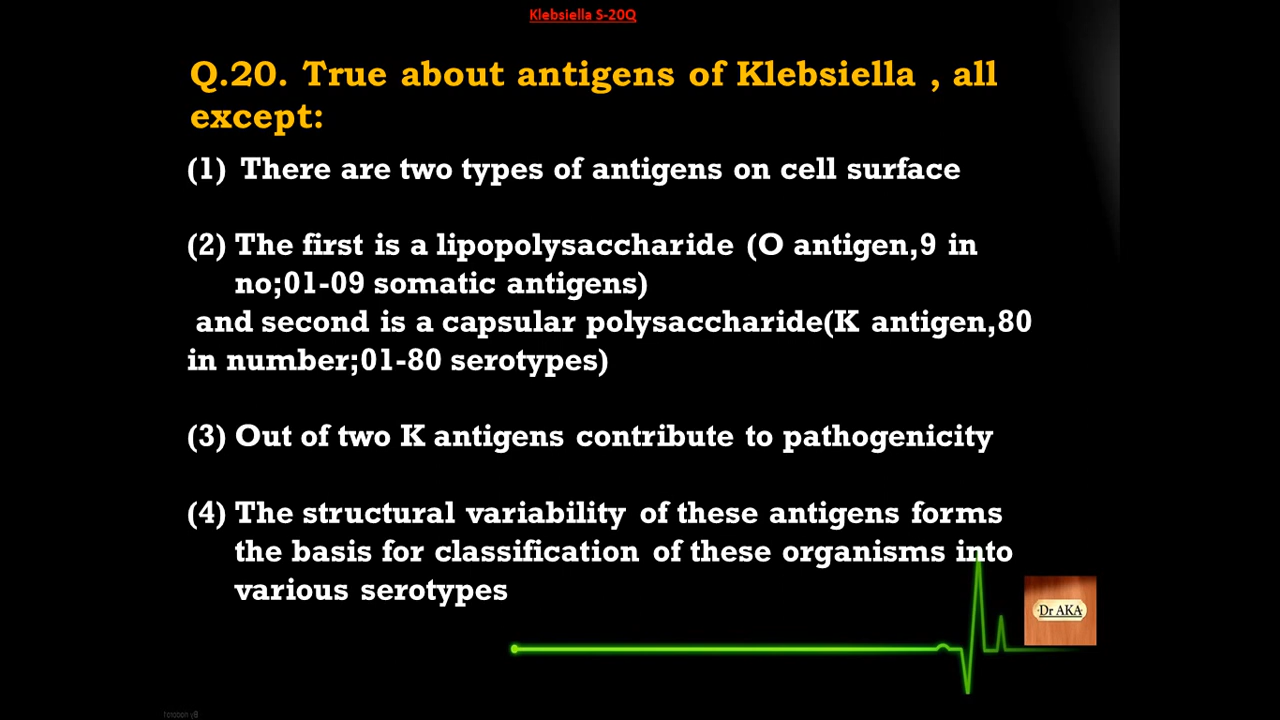 Klebsiella S-20Q
Q.20. True about antigens of Klebsiella , all
except:
(1) There are two types of antigens on cell surface
(2) The first is a lipopolysaccharide (O antigen,9 in
no;01-09 somatic antigens)
and second is a capsular polysaccharide(K antigen,80
in number;01-80 serotypes)
(3) Out of two K antigens contribute to pathogenicity
(4) The structural variability of these antigens forms
the basis for classification of these organisms into
various serotypes
Dr AKA